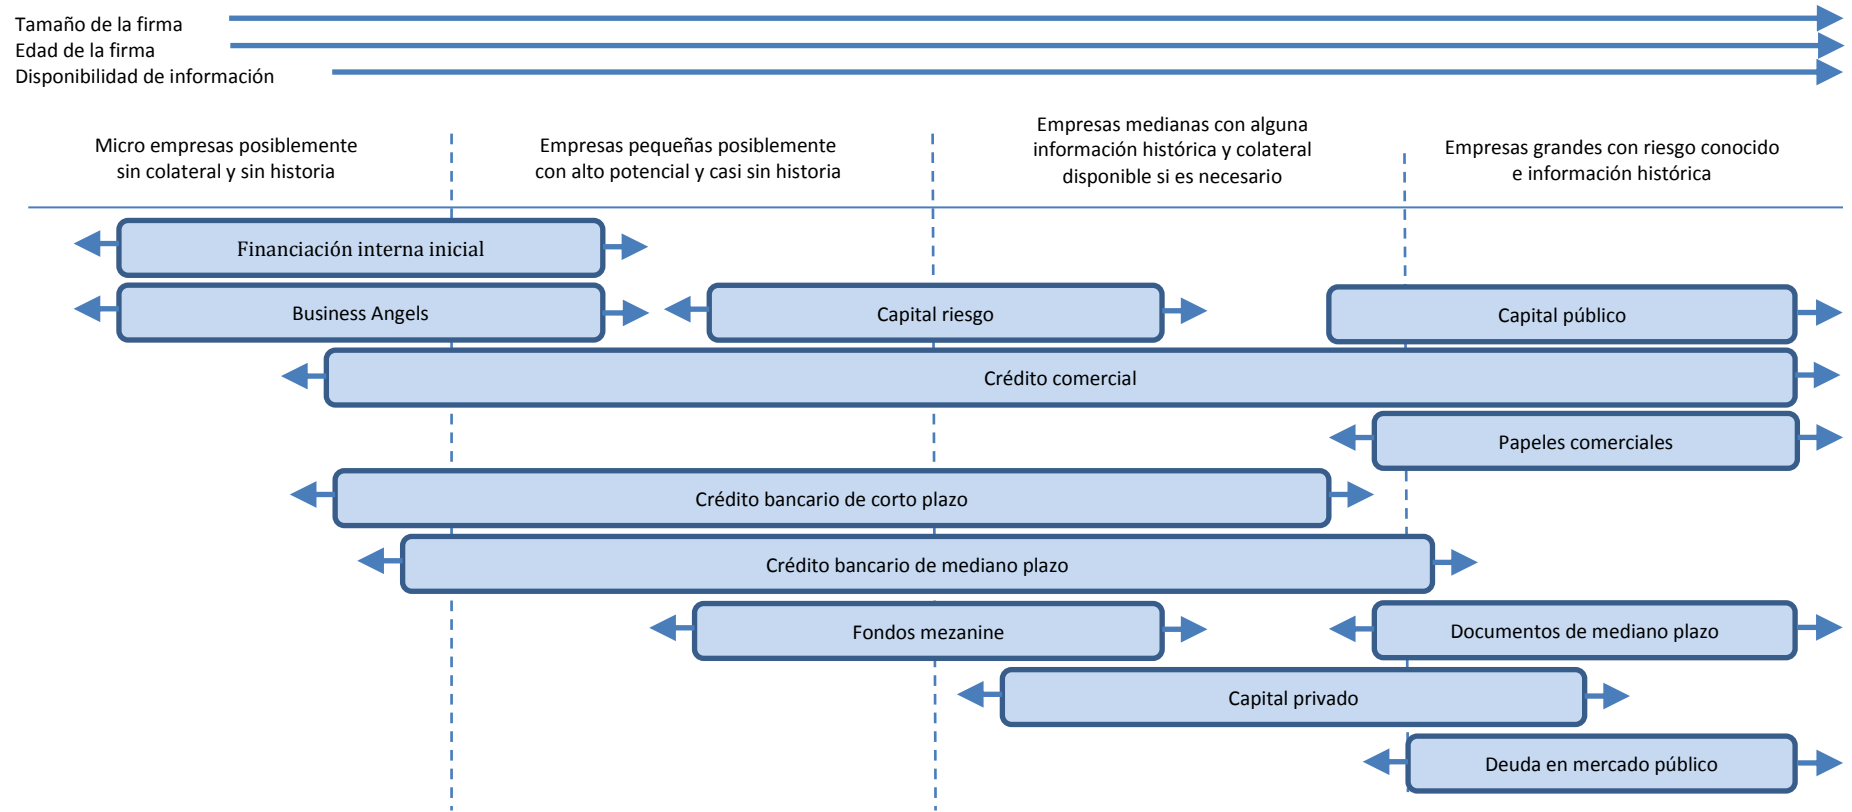 Tamaño de la firma
Edad de la firma
Disponibilidad de información
Micro empresas posiblemente
sin colateral y sin historia
Empresas pequeñas posiblemente
con alto potencial y casi sin historia
Empresas medianas con alguna
información histórica y colateral
disponible si es necesario
Empresas grandes con riesgo conocido
e información histórica
Financiación interna inicial
Business Angels
Capital riesgo
Capital público
Crédito comercial
Papeles comerciales
Crédito bancario de corto plazo
Crédito bancario de mediano plazo
Fondos mezanine
Documentos de mediano plazo
Capital privado
Deuda en mercado público